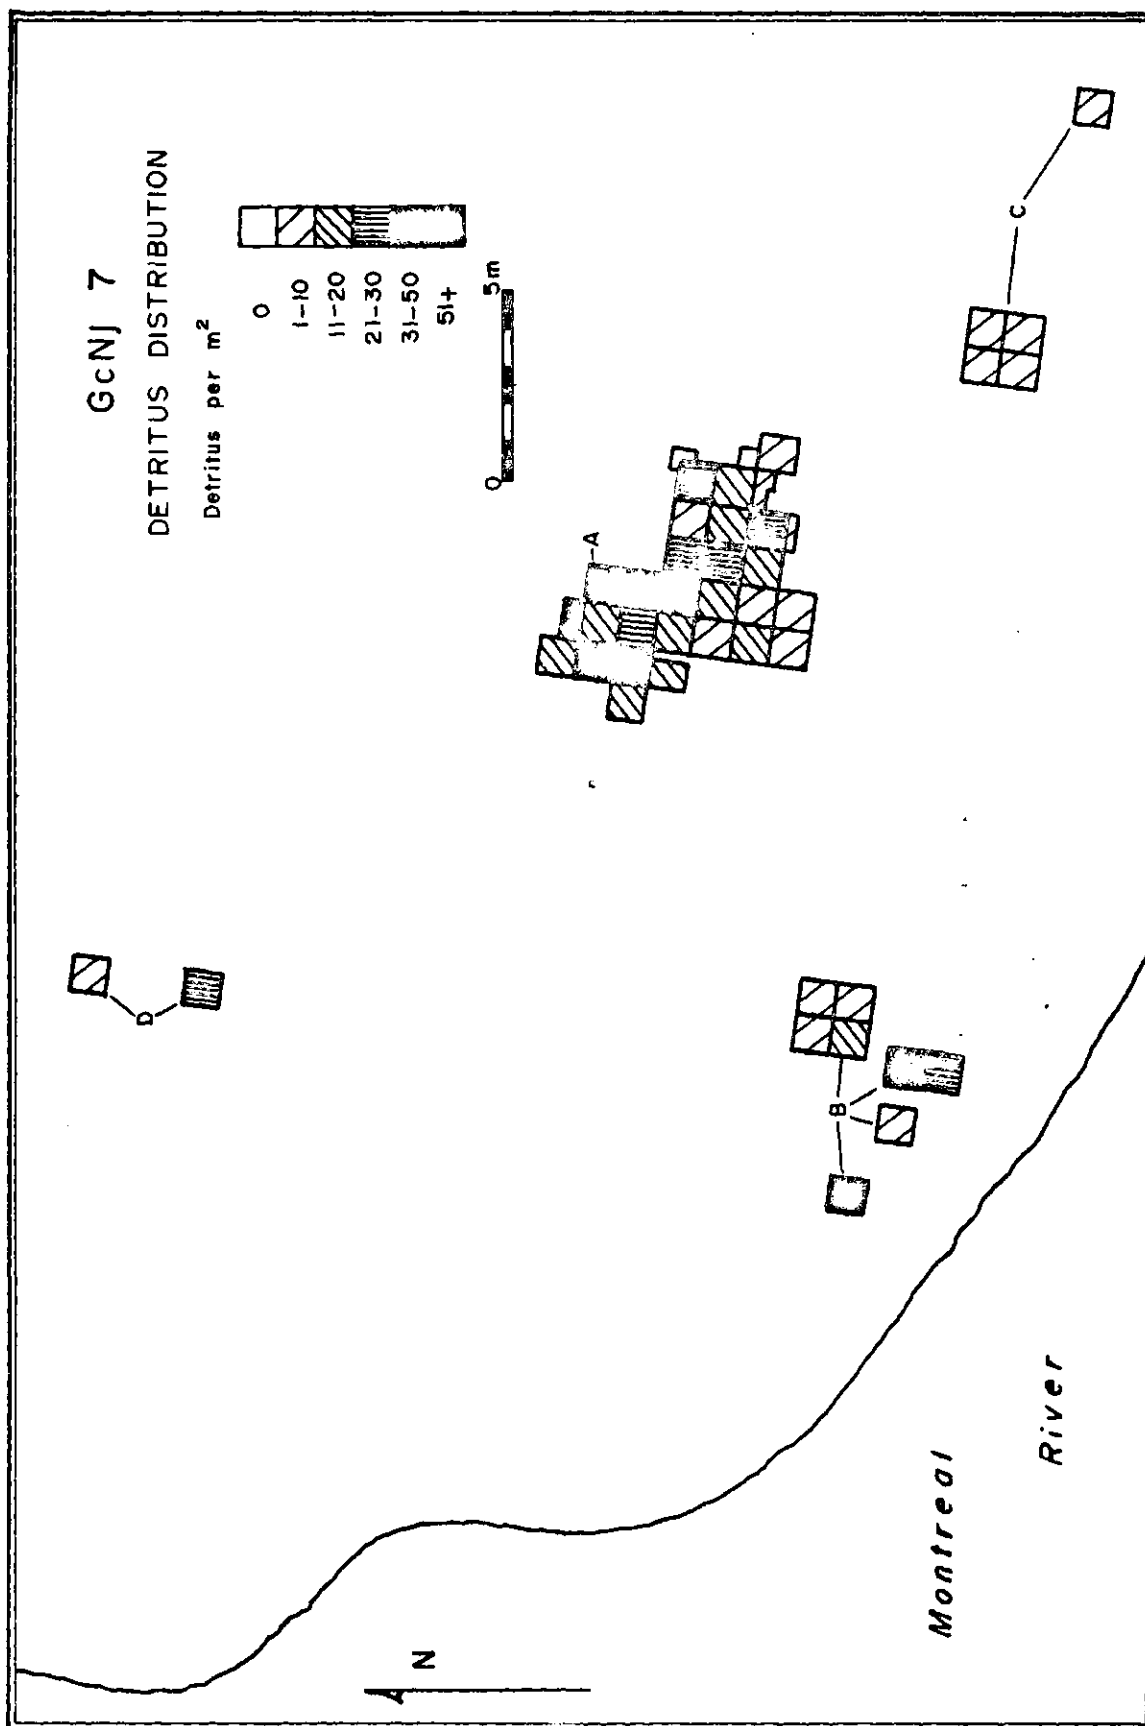 GcNJ 7
DETRITUS DISTRIBUTION
Detritus per m²
0
1-10
11-20
21-30
31-50
51+
0 5m
A
B
C
D
N
Montreal
River